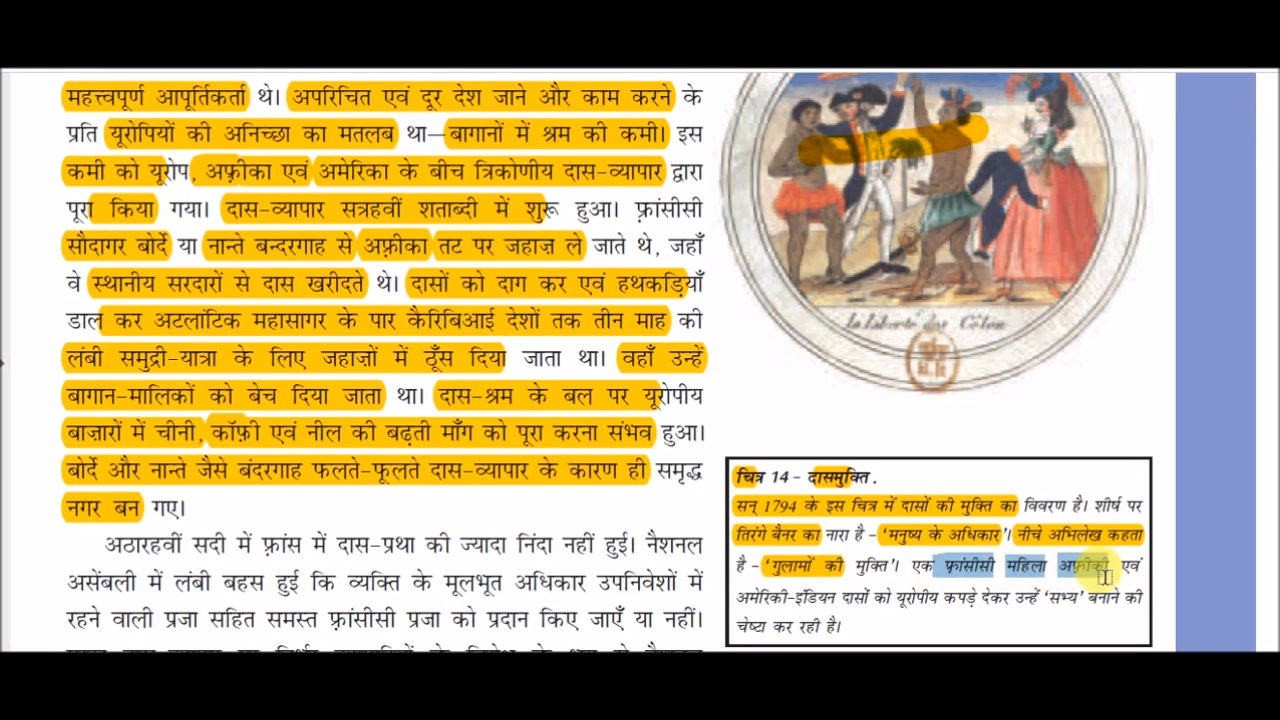 महत्त्वपूर्ण आपूर्तिकर्ता थे। अपरिचित एवं दूर देश जाने और काम करने के
प्रति यूरोपियों की अनिच्छा का मतलब था—बागानों में श्रम की कमी। इस
कमी को यूरोप, अफ़्रीका एवं अमेरिका के बीच त्रिकोणीय दास-व्यापार द्वारा
पूरा किया गया। दास-व्यापार सत्रहवीं शताब्दी में शुरू हुआ। फ़्रांसीसी
सौदागर बोर्दे या नान्ते बन्दरगाह से अफ़्रीका तट पर जहाज़ ले जाते थे, जहाँ
वे स्थानीय सरदारों से दास खरीदते थे। दासों को दाग कर एवं हथकड़ियाँ
डाल कर अटलांटिक महासागर के पार कैरिबिआई देशों तक तीन माह की
लंबी समुद्री-यात्रा के लिए जहाज़ों में ठूँस दिया जाता था। वहाँ उन्हें
बागान-मालिकों को बेच दिया जाता था। दास-श्रम के बल पर यूरोपीय
बाज़ारों में चीनी, कॉफ़ी एवं नील की बढ़ती माँग को पूरा करना संभव हुआ।
बोर्दे और नान्ते जैसे बंदरगाह फलते-फूलते दास-व्यापार के कारण ही समृद्ध
नगर बन गए।
अठारहवीं सदी में फ़्रांस में दास-प्रथा की ज्यादा निंदा नहीं हुई। नैशनल
असेंबली में लंबी बहस हुई कि व्यक्ति के मूलभूत अधिकार उपनिवेशों में
रहने वाली प्रजा सहित समस्त फ़्रांसीसी प्रजा को प्रदान किए जाएँ या नहीं।
la liberté des Côlon
चित्र 14 – दासमुक्ति .
सन् 1794 के इस चित्र में दासों की मुक्ति का विवरण है। शीर्ष पर
तिरंगे बैनर का नारा है – 'मनुष्य के अधिकार'। नीचे अभिलेख कहता
है – 'गुलामों की मुक्ति'। एक फ़्रांसीसी महिला अफ़्रीकी एवं
अमेरिकी-इंडियन दासों को यूरोपीय कपड़े देकर उन्हें 'सभ्य' बनाने की
चेष्टा कर रही है।